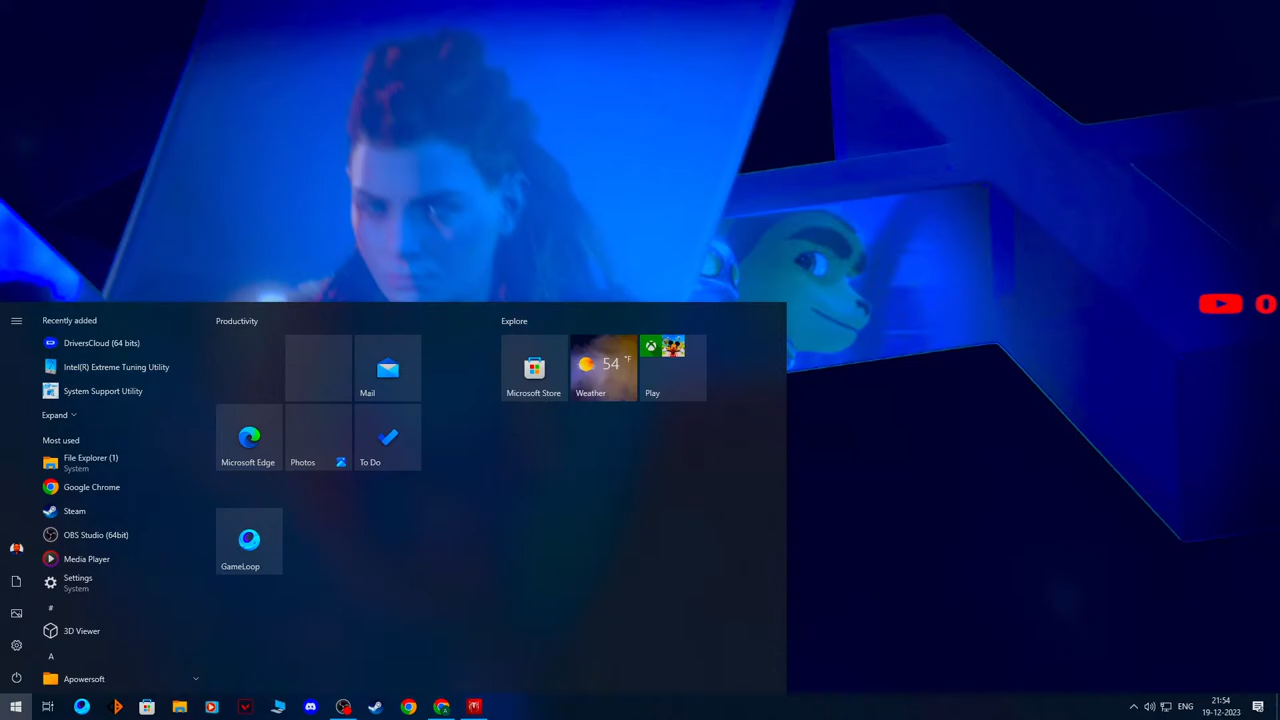 Recently added
DriversCloud (64 bits)
Intel(R) Extreme Tuning Utility
System Support Utility
Expand
Most used
File Explorer (1)
System
Google Chrome
Steam
OBS Studio (64bit)
Media Player
Settings
System
#
3D Viewer
A
Apowersoft
Productivity
Mail
Microsoft Edge
Photos
To Do
GameLoop
Explore
Microsoft Store
54 °F
Weather
Play
ENG
21:54
19-12-2023